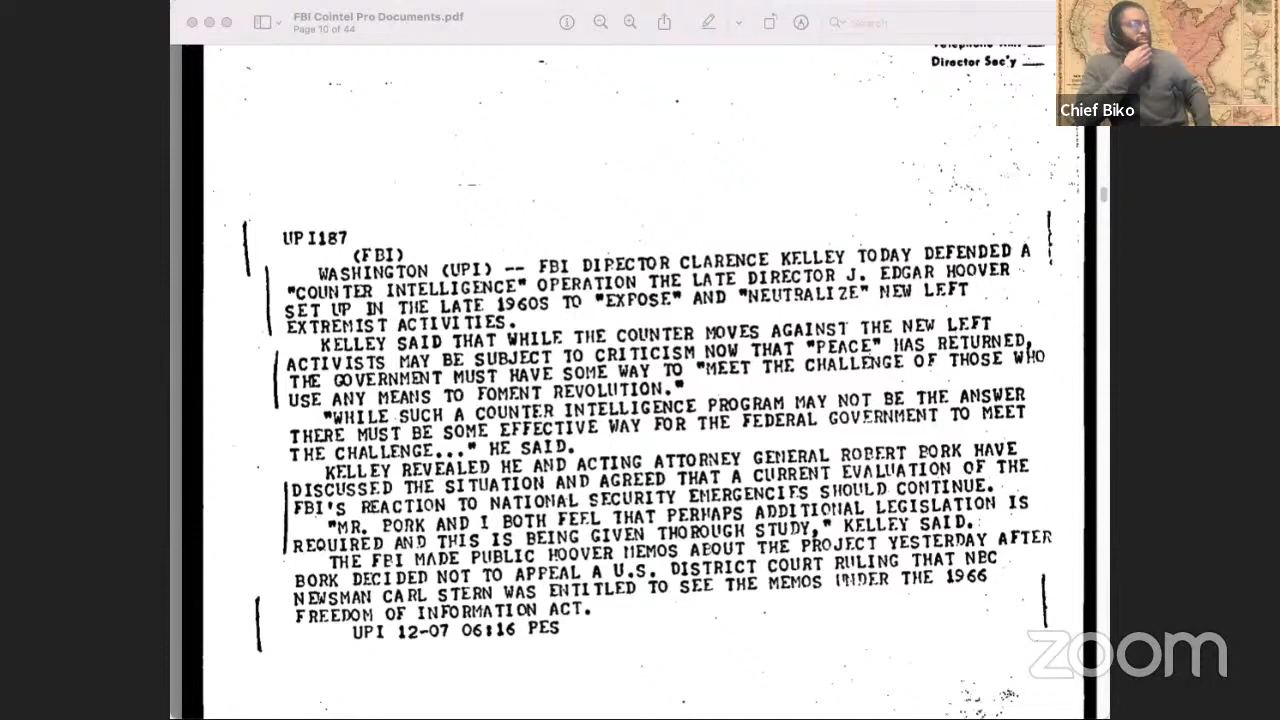 FBI Cointel Pro Documents.pdf
Page 10 of 44
Search
Director Sec'y
Chief Biko
UPI187
(FBI)
WASHINGTON (UPI) -- FBI DIRECTOR CLARENCE KELLEY TODAY DEFENDED A
"COUNTER INTELLIGENCE" OPERATION THE LATE DIRECTOR J. EDGAR HOOVER
SET UP IN THE LATE 1960S TO "EXPOSE" AND "NEUTRALIZE" NEW LEFT
EXTREMIST ACTIVITIES.
KELLEY SAID THAT WHILE THE COUNTER MOVES AGAINST THE NEW LEFT
ACTIVISTS MAY BE SUBJECT TO CRITICISM NOW THAT "PEACE" HAS RETURNED,
THE GOVERNMENT MUST HAVE SOME WAY TO "MEET THE CHALLENGE OF THOSE WHO
USE ANY MEANS TO FOMENT REVOLUTION."
"WHILE SUCH A COUNTER INTELLIGENCE PROGRAM MAY NOT BE THE ANSWER
THERE MUST BE SOME EFFECTIVE WAY FOR THE FEDERAL GOVERNMENT TO MEET
THE CHALLENGE..." HE SAID.
KELLEY REVEALED HE AND ACTING ATTORNEY GENERAL ROBERT BORK HAVE
DISCUSSED THE SITUATION AND AGREED THAT A CURRENT EVALUATION OF THE
FBI'S REACTION TO NATIONAL SECURITY EMERGENCIES SHOULD CONTINUE.
"MR. BORK AND I BOTH FEEL THAT PERHAPS ADDITIONAL LEGISLATION IS
REQUIRED AND THIS IS BEING GIVEN THOROUGH STUDY," KELLEY SAID.
THE FBI MADE PUBLIC HOOVER MEMOS ABOUT THE PROJECT YESTERDAY AFTER
BORK DECIDED NOT TO APPEAL A U.S. DISTRICT COURT RULING THAT NBC
NEWSMAN CARL STERN WAS ENTITLED TO SEE THE MEMOS UNDER THE 1966
FREEDOM OF INFORMATION ACT.
UPI 12-07 06:16 PES
zoom